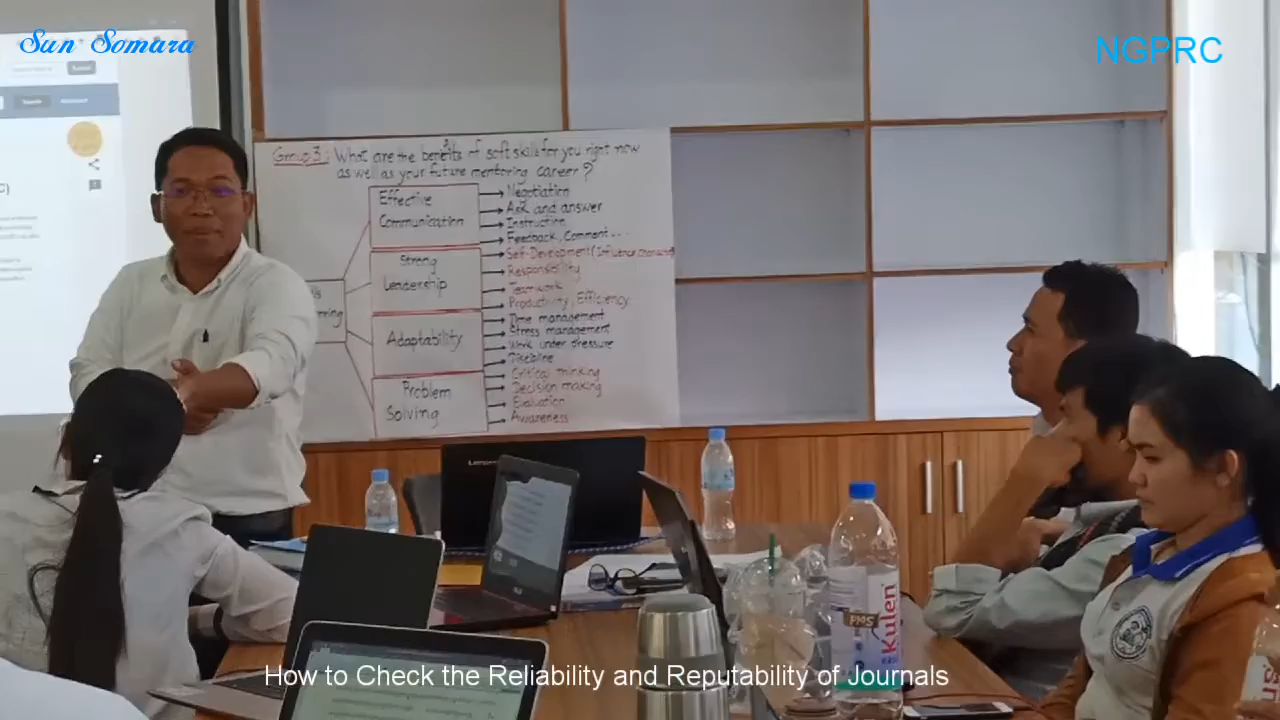 Sun Somara
NGPRC
Group 3: What are the benefits of soft skills for you right now
as well as your future mentoring career?
Effective
Communication
Negotiation
Ask and answer
Instruction
Feedback, Comment...
Strong
Leadership
Self-Development (Influence
Responsibility
Teamwork
Productivity, Efficiency
Adaptability
Time management
Stress management
Work under pressure
Discipline
Problem
Solving
Critical thinking
Decision making
Evaluation
Awareness
Kulen
How to Check the Reliability and Reputability of Journals